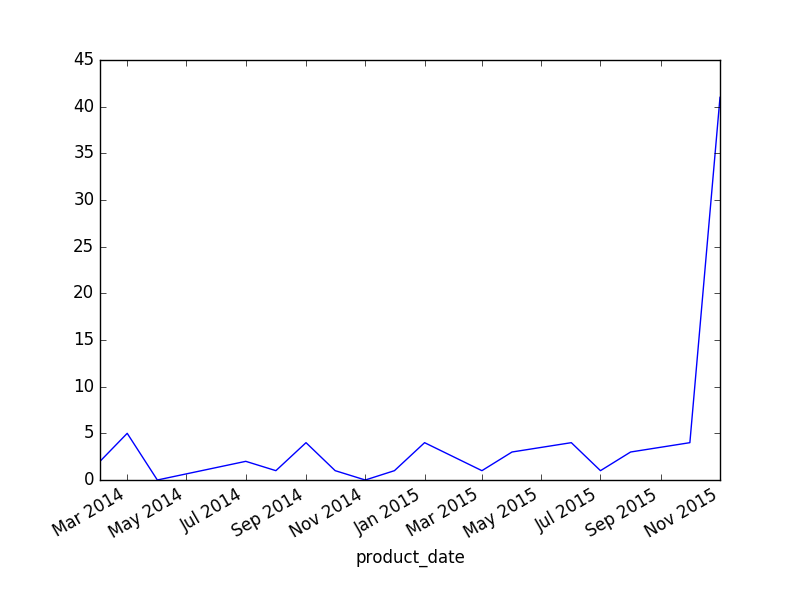 45
40
35
30
25
20
15
10
5
0
Mar 2014
May 2014
Jul 2014
Sep 2014
Nov 2014
Jan 2015
Mar 2015
May 2015
Jul 2015
Sep 2015
Nov 2015
product_date